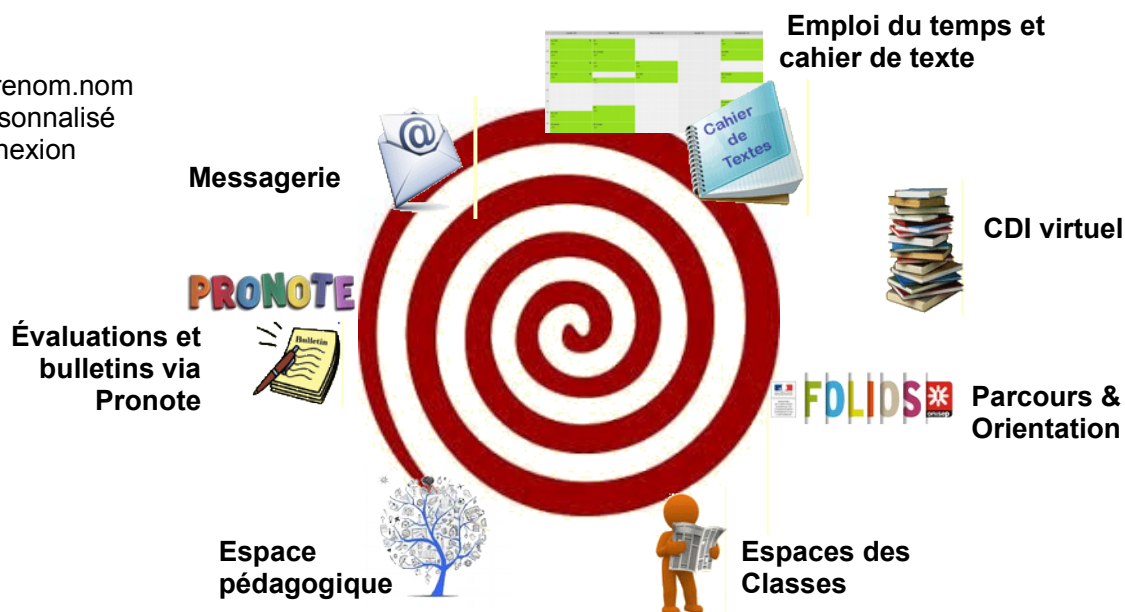 Emploi du temps et
cahier de texte
renom.nom
sonnalisé
nexion
Cahier
de
Textes
Messagerie
@
CDI virtuel
PRONOTE
Bulletin
Évaluations et
bulletins via
Pronote
FOLIOS
onisep
Parcours &
Orientation
Espace
pédagogique
Espaces des
Classes